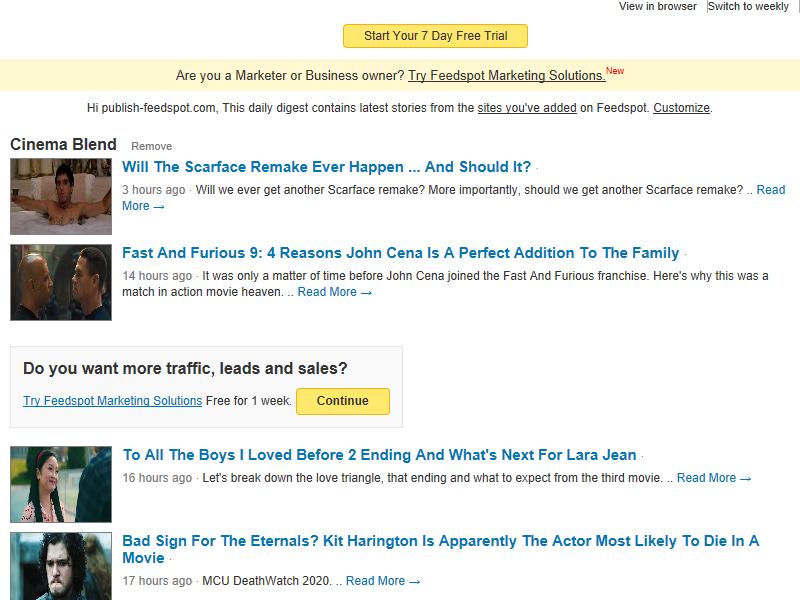 View in browser | Switch to weekly |
Start Your 7 Day Free Trial
Are you a Marketer or Business owner? Try Feedspot Marketing Solutions. New
Hi publish-feedspot.com, This daily digest contains latest stories from the sites you've added on Feedspot. Customize.
Cinema Blend Remove
Will The Scarface Remake Ever Happen ... And Should It? ·
3 hours ago · Will we ever get another Scarface remake? More importantly, should we get another Scarface remake? .. Read
More →
Fast And Furious 9: 4 Reasons John Cena Is A Perfect Addition To The Family ·
14 hours ago · It was only a matter of time before John Cena joined the Fast And Furious franchise. Here's why this was a
match in action movie heaven. .. Read More →
Do you want more traffic, leads and sales?
Try Feedspot Marketing Solutions Free for 1 week. Continue
To All The Boys I Loved Before 2 Ending And What's Next For Lara Jean ·
16 hours ago · Let's break down the love triangle, that ending and what to expect from the third movie. .. Read More →
Bad Sign For The Eternals? Kit Harington Is Apparently The Actor Most Likely To Die In A
Movie ·
17 hours ago · MCU DeathWatch 2020. .. Read More →